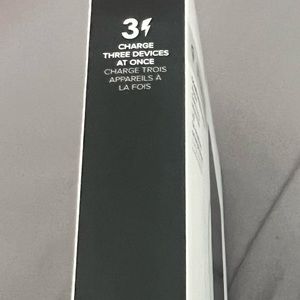 3
CHARGE
THREE DEVICES
AT ONCE
CHARGE TROIS
APPAREILS À
LA FOIS